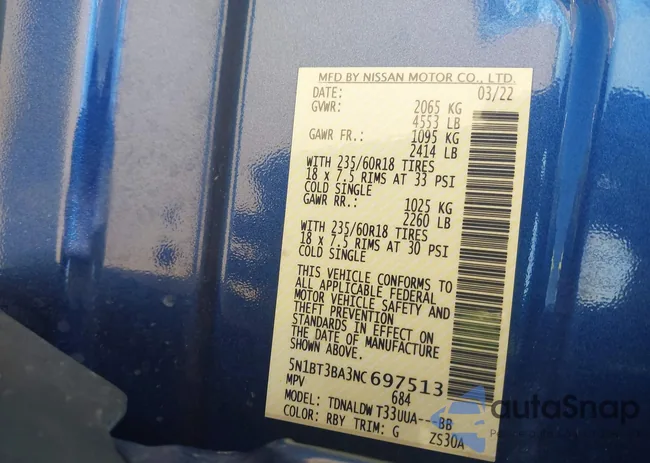 MFD BY NISSAN MOTOR CO., LTD.
DATE: 03/22
GVWR: 2065 KG
4553 LB
GAWR FR.: 1095 KG
2414 LB
WITH 235/60R18 TIRES
18 x 7.5 RIMS AT 33 PSI
COLD SINGLE
GAWR RR.: 1025 KG
2260 LB
WITH 235/60R18 TIRES
18 x 7.5 RIMS AT 30 PSI
COLD SINGLE
THIS VEHICLE CONFORMS TO
ALL APPLICABLE FEDERAL
MOTOR VEHICLE SAFETY AND
THEFT PREVENTION
STANDARDS IN EFFECT ON
THE DATE OF MANUFACTURE
SHOWN ABOVE.
5N1BT3BA3NC697513
MPV 684
MODEL: TDNALDW T33UUA---BB
COLOR: RBY TRIM: G ZS30A
autoSnap